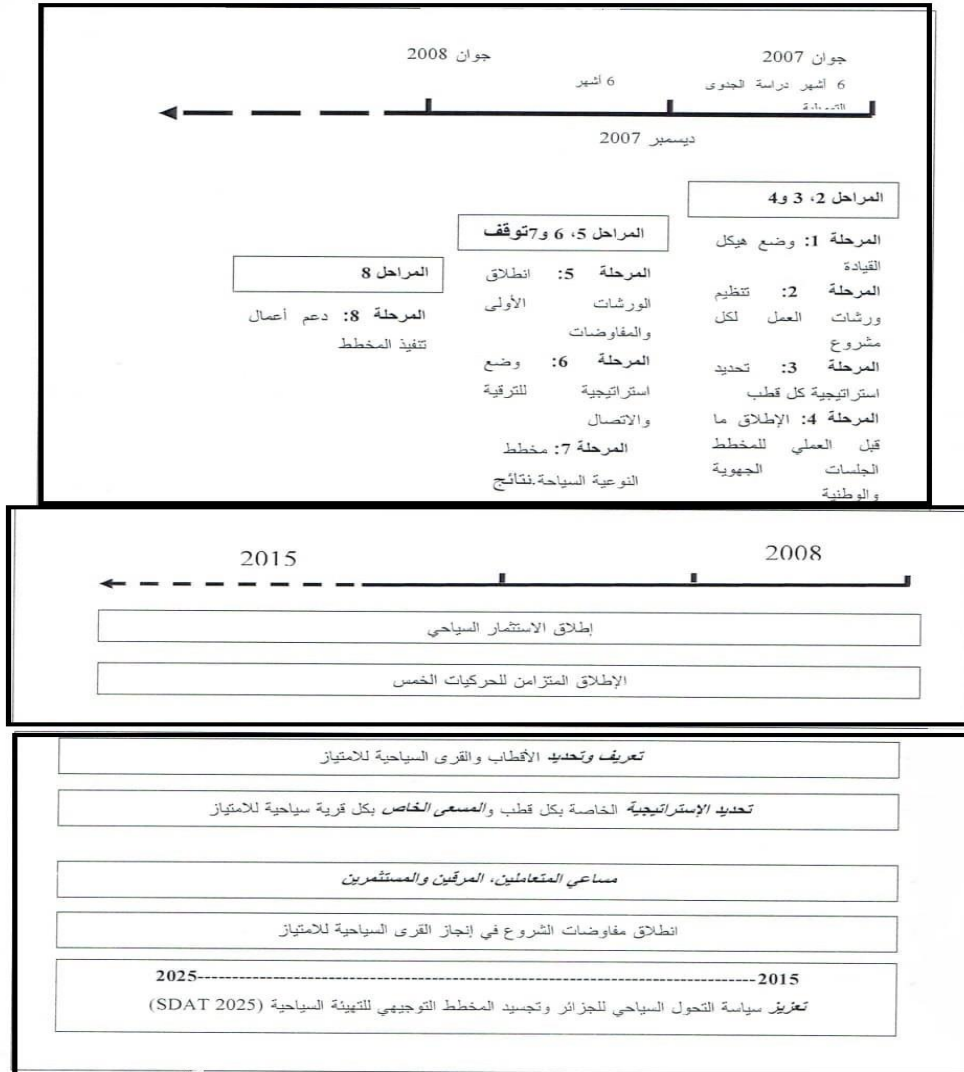 جوان 2007
جوان 2008
6 أشهر دراسة الجدوى
6 أشهر
ديسمبر 2007
المراحل 2، 3 و4
المرحلة 1: وضع هيكل
القيادة
المرحلة 2: تنظيم
ورشات العمل لكل
مشروع
المرحلة 3: تحديد
استراتيجية كل قطب
المرحلة 4: الإطلاق ما
قبل العملي للمخطط
الجلسات الجهوية
والوطنية
المراحل 5، 6 و7توقف
المرحلة 5: انطلاق
الورشات الأولى
والمفاوضات
المرحلة 6: وضع
استراتيجية للترقية
والاتصال
المرحلة 7: مخطط
النوعية السياحة.نتائج
المراحل 8
المرحلة 8: دعم أعمال
تنفيذ المخطط
2008
2015
إطلاق الاستثمار السياحي
الإطلاق المتزامن للحركيات الخمس
تعريف وتحديد الأقطاب والقرى السياحية للامتياز
تحديد الإستراتيجية الخاصة بكل قطب والمسعى الخاص بكل قرية سياحية للامتياز
مساعي المتعاملين، المرقين والمستثمرين
انطلاق مفاوضات الشروع في إنجاز القرى السياحية للامتياز
2015-----------------------------------------------------------------------------------2025
تعزيز سياسة التحول السياحي للجزائر وتجسيد المخطط التوجيهي للتهيئة السياحية (SDAT 2025)